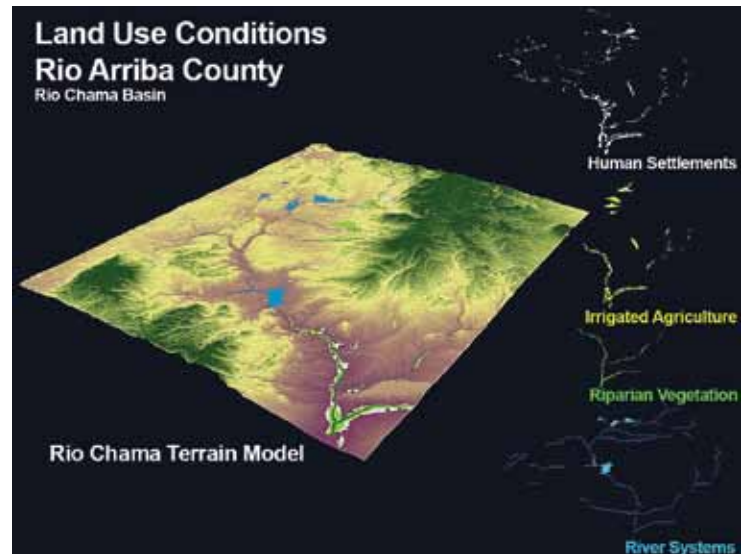 Land Use Conditions
Rio Arriba County
Rio Chama Basin
Human Settlements
Irrigated Agriculture
Riparian Vegetation
Rio Chama Terrain Model
River Systems